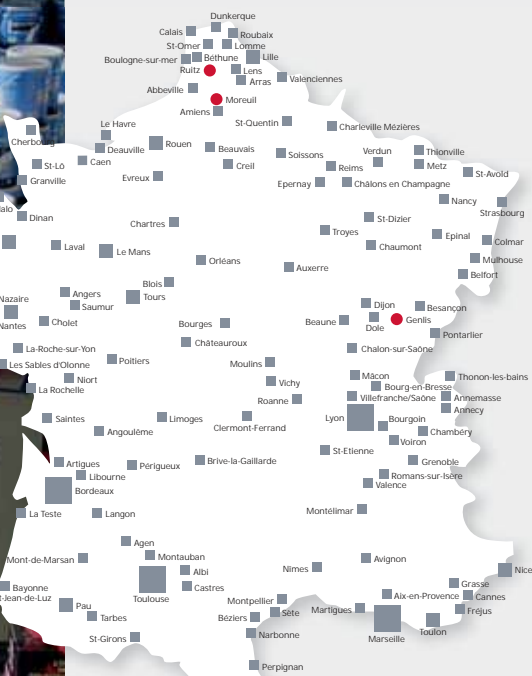 Dunkerque
Calais
Roubaix
St-Omer
Lomme
Boulogne-sur-mer
Béthune
Lille
Ruitz
Lens
Arras
Valenciennes
Abbeville
Moreuil
Amiens
St-Quentin
Le Havre
Charleville Mézières
Cherbourg
Deauville
Rouen
Beauvais
Soissons
Verdun
Thionville
St-Lô
Caen
Creil
Reims
Metz
St-Avold
Granville
Evreux
Epernay
Châlons en Champagne
Nancy
Strasbourg
alo
Dinan
Chartres
St-Dizier
Troyes
Epinal
Colmar
Laval
Le Mans
Chaumont
Orléans
Auxerre
Mulhouse
Belfort
Blois
Angers
Tours
Nazaire
Saumur
Dijon
Besançon
Nantes
Cholet
Bourges
Beaune
Dole
Genlis
Pontarlier
La-Roche-sur-Yon
Châteauroux
Chalon-sur-Saône
Les Sables d'Olonne
Poitiers
Moulins
Niort
Vichy
Mâcon
Thonon-les-bains
La Rochelle
Bourg-en-Bresse
Roanne
Villefranche/Saône
Annemasse
Annecy
Saintes
Limoges
Clermont-Ferrand
Lyon
Bourgoin
Angoulême
Chambéry
Voiron
St-Etienne
Artigues
Périgueux
Brive-la-Gaillarde
Grenoble
Libourne
Romans-sur-Isère
Bordeaux
Valence
La Teste
Langon
Montélimar
Agen
Mont-de-Marsan
Montauban
Avignon
Albi
Nimes
Nice
Bayonne
Toulouse
Castres
Grasse
t-Jean-de-Luz
Montpellier
Aix-en-Provence
Cannes
Pau
Sète
Martigues
Fréjus
Tarbes
Béziers
Marseille
Toulon
St-Girons
Narbonne
Perpignan